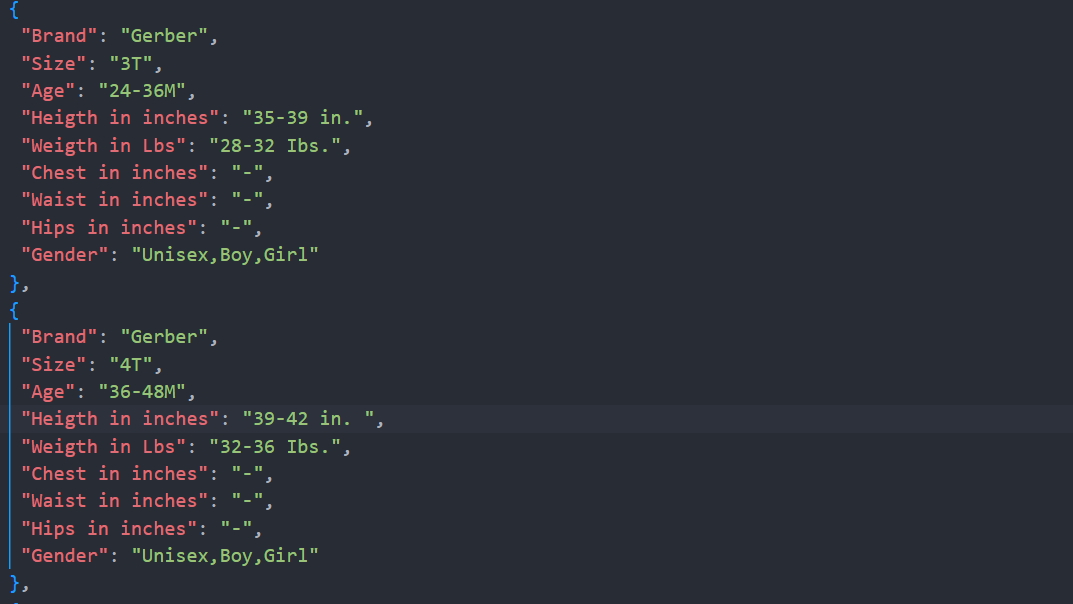 {
"Brand": "Gerber",
"Size": "3T",
"Age": "24-36M",
"Heigth in inches": "35-39 in.",
"Weigth in Lbs": "28-32 Ibs.",
"Chest in inches": "-",
"Waist in inches": "-",
"Hips in inches": "-",
"Gender": "Unisex,Boy,Girl"
},
{
"Brand": "Gerber",
"Size": "4T",
"Age": "36-48M",
"Heigth in inches": "39-42 in. ",
"Weigth in Lbs": "32-36 Ibs.",
"Chest in inches": "-",
"Waist in inches": "-",
"Hips in inches": "-",
"Gender": "Unisex,Boy,Girl"
},